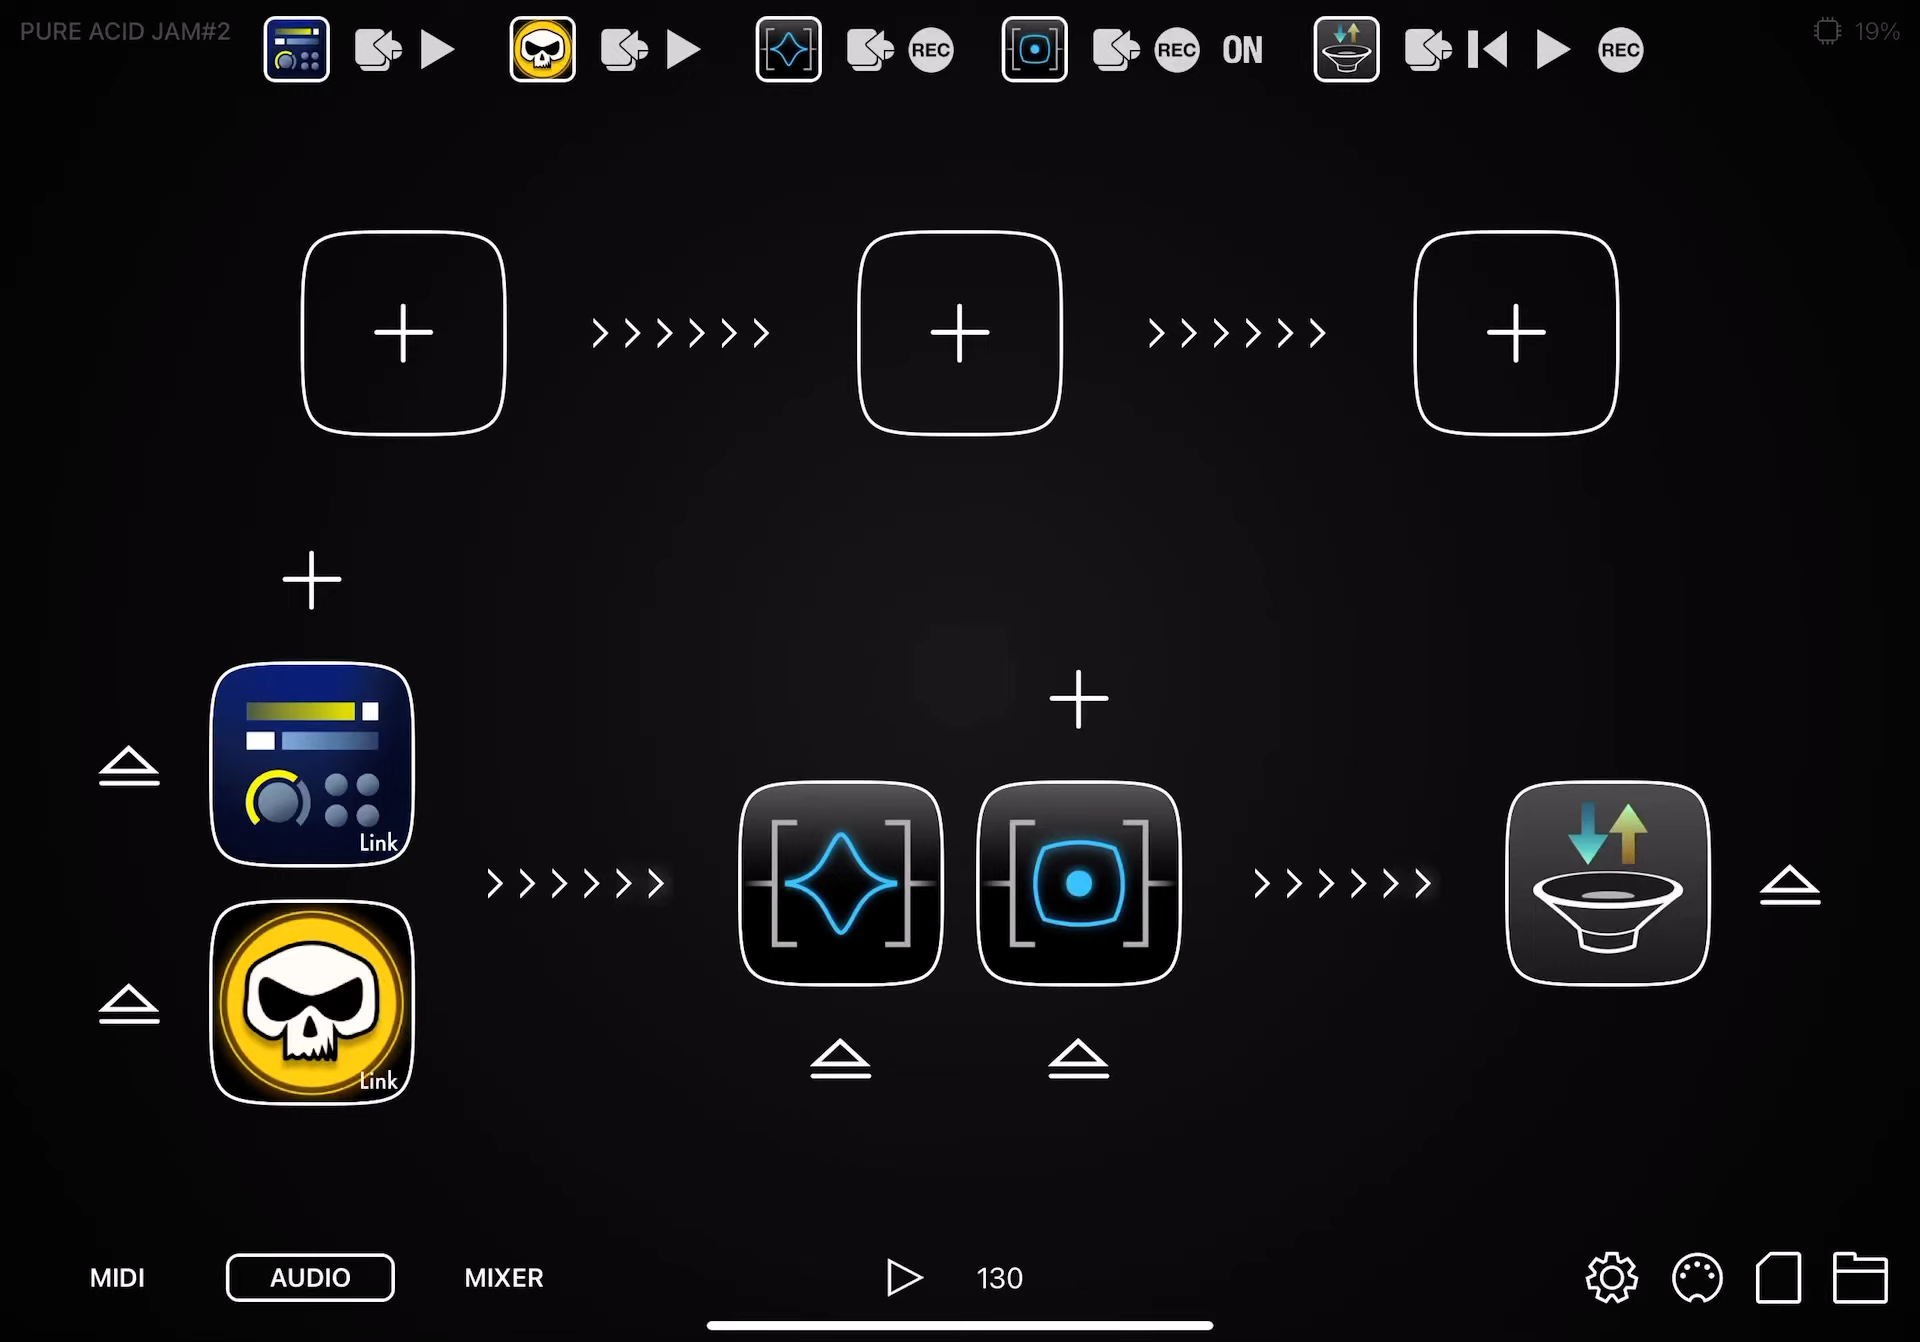 PURE ACID JAM#2
REC
REC
ON
REC
19%
Link
Link
MIDI
AUDIO
MIXER
130